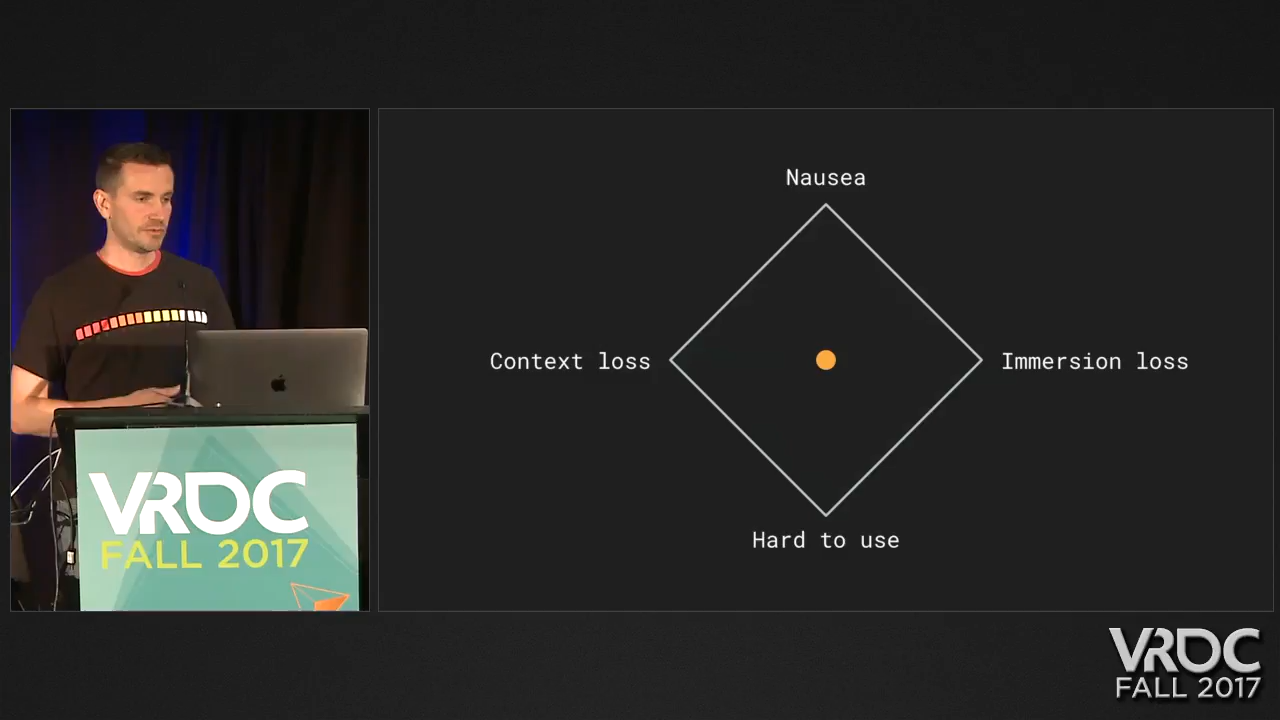 Nausea
Context loss
Immersion loss
Hard to use
VRDC
FALL 2017
VRDC
FALL 2017